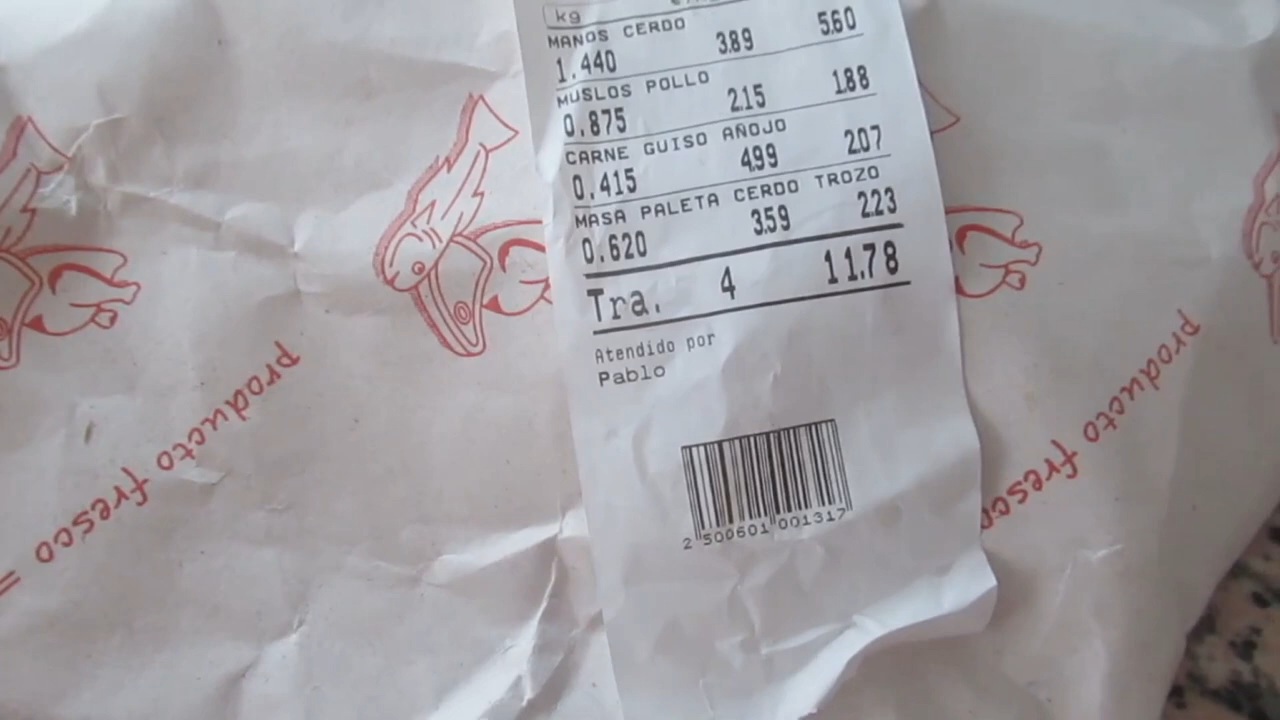 kg
MANOS CERDO
1.440 3.89 5.60
MUSLOS POLLO
0.875 2.15 1.88
CARNE GUISO AÑOJO
0.415 4.99 2.07
MASA PALETA CERDO TROZO
0.620 3.59 2.23
Tra. 4 11.78
Atendido por
Pablo
2 500601 001317
producto fresco =
producto fresco